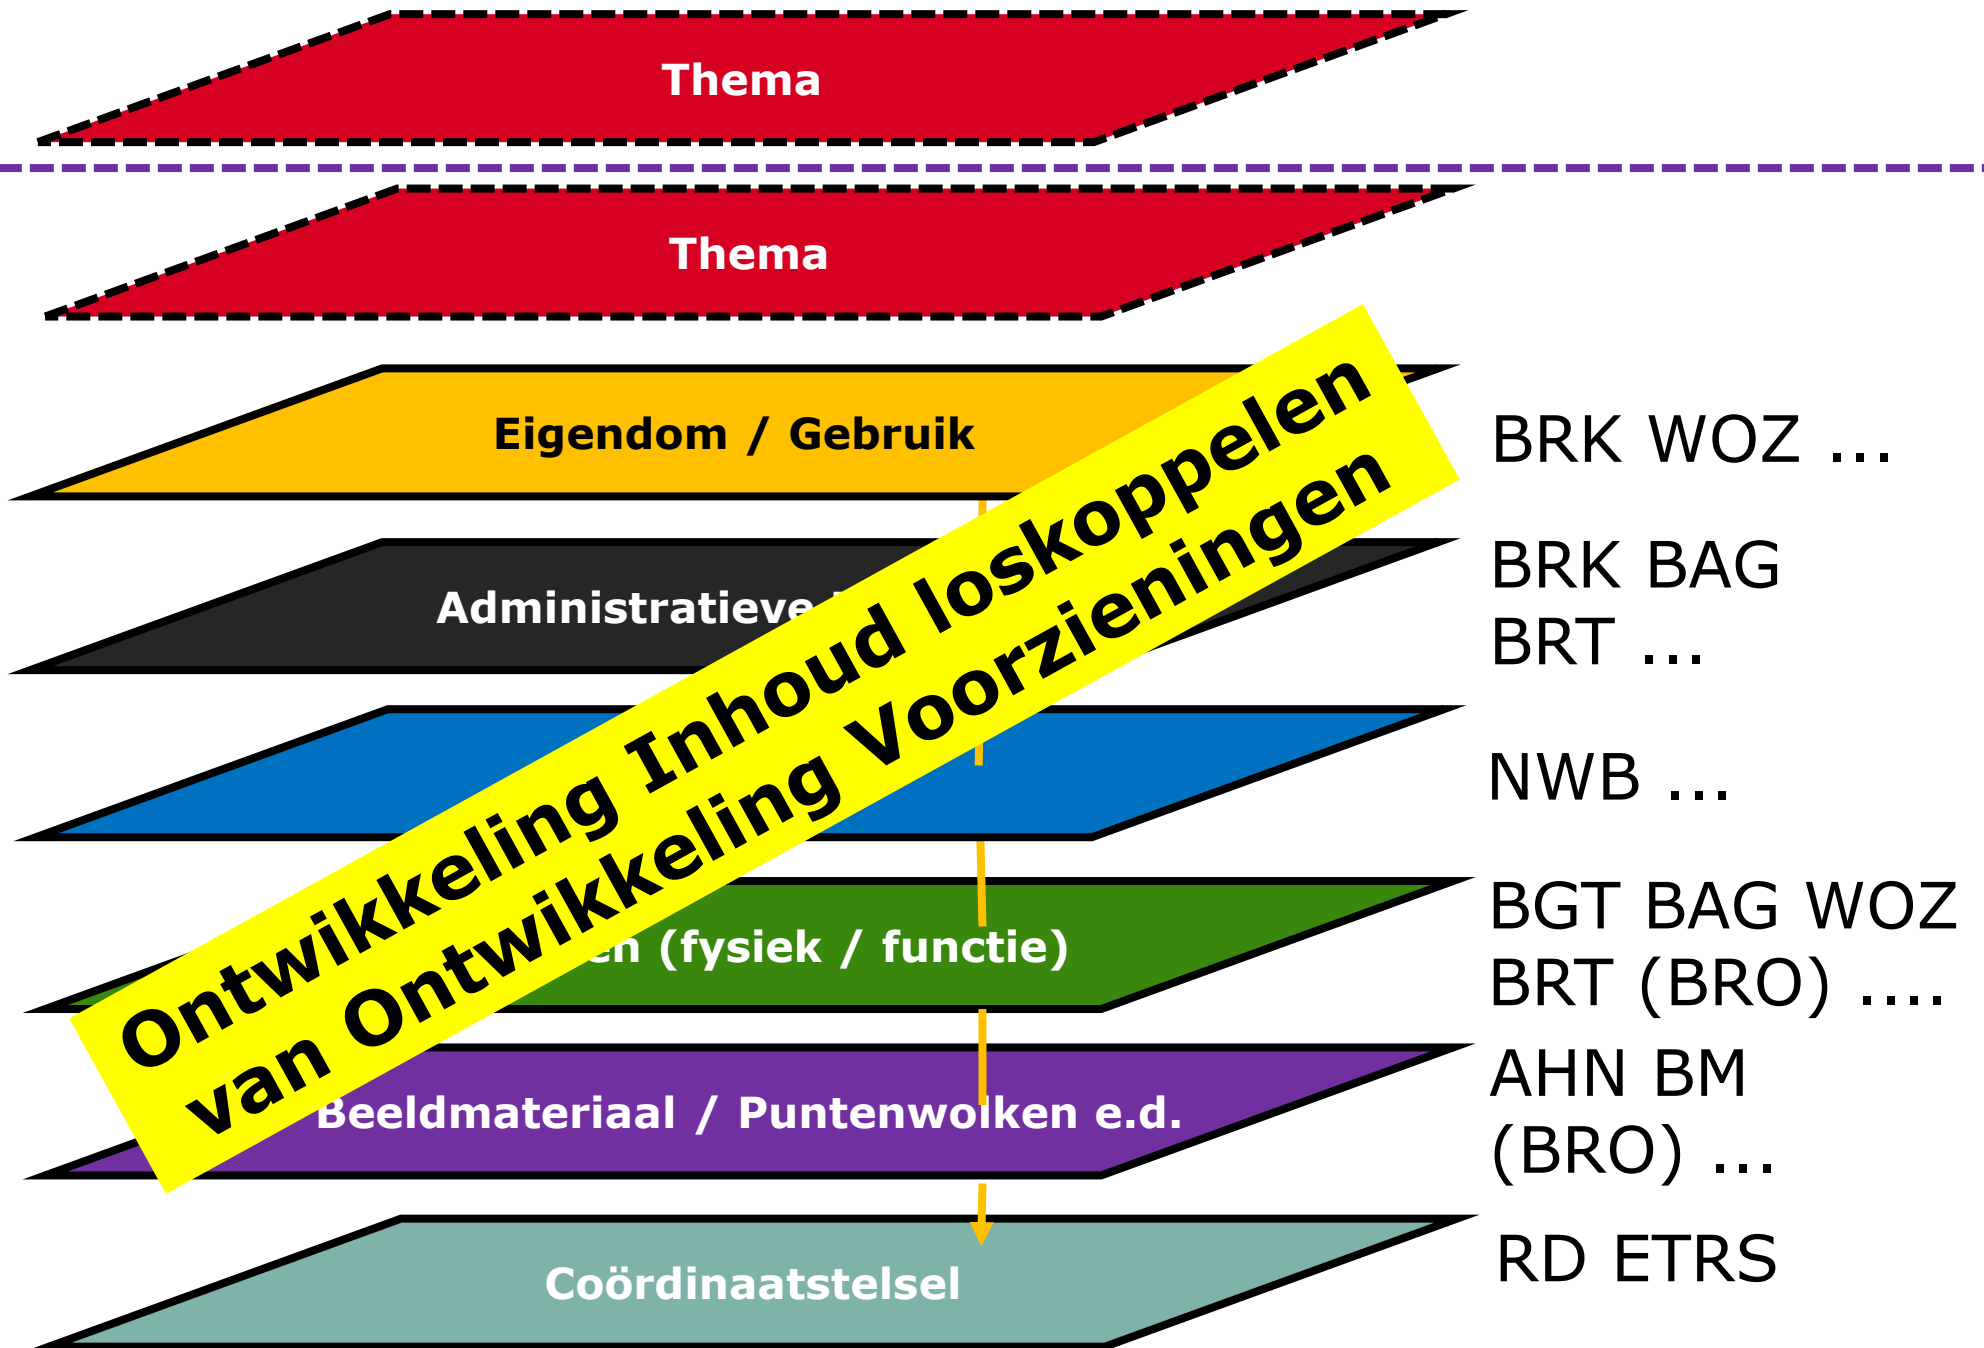 Thema
Thema
Eigendom / Gebruik
BRK WOZ ...
Administratieve
BRK BAG
BRT ...
NWB ...
Ontwikkeling Inhoud loskoppelen
van Ontwikkeling Voorzieningen
(fysiek / functie)
BGT BAG WOZ
BRT (BRO) ....
Beeldmateriaal / Puntenwolken e.d.
AHN BM
(BRO) ...
Coördinaatstelsel
RD ETRS